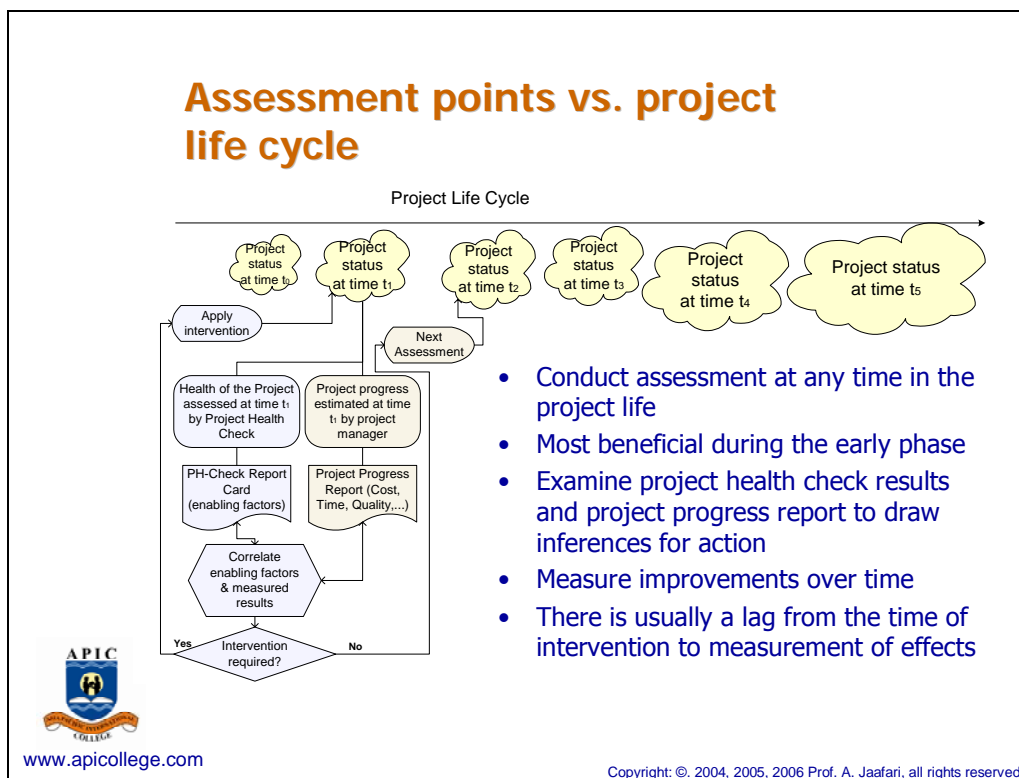 Assessment points vs. project
life cycle
Project Life Cycle
Project
status
at time t0
Project
status
at time t1
Project
status
at time t2
Project
status
at time t3
Project
status
at time t4
Project status
at time t5
Apply
intervention
Next
Assessment
Health of the Project
assessed at time t1
by Project Health
Check
Project progress
estimated at time
t1 by project
manager
PH-Check Report
Card
(enabling factors)
Project Progress
Report (Cost,
Time, Quality,...)
Correlate
enabling factors
& measured
results
Yes
Intervention
required?
No
• Conduct assessment at any time in the
project life
• Most beneficial during the early phase
• Examine project health check results
and project progress report to draw
inferences for action
• Measure improvements over time
• There is usually a lag from the time of
intervention to measurement of effects
APIC
ASIA PACIFIC INTERNATIONAL
COLLEGE
www.apicollege.com
Copyright: ©. 2004, 2005, 2006 Prof. A. Jaafari, all rights reserved